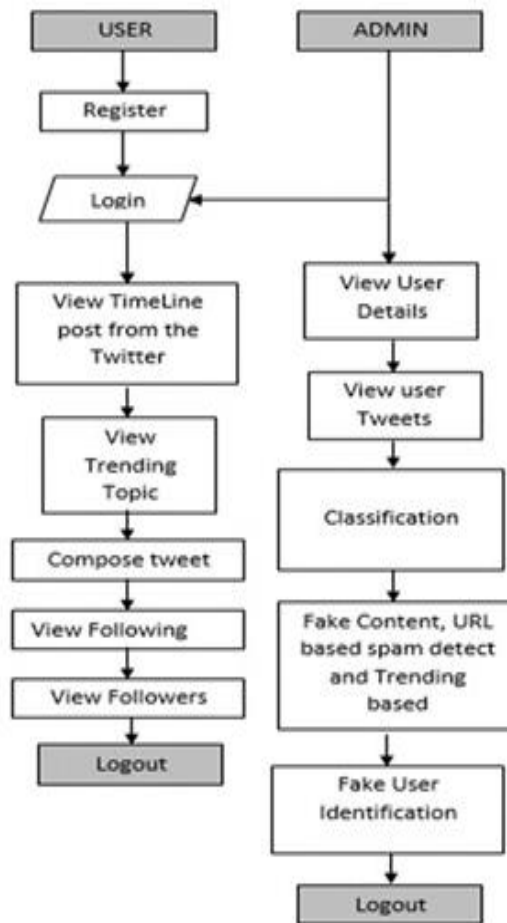 USER
Register
Login
View TimeLine
post from the
Twitter
View
Trending
Topic
Compose tweet
View Following
View Followers
Logout
ADMIN
View User
Details
View user
Tweets
Classification
Fake Content, URL
based spam detect
and Trending
based
Fake User
Identification
Logout